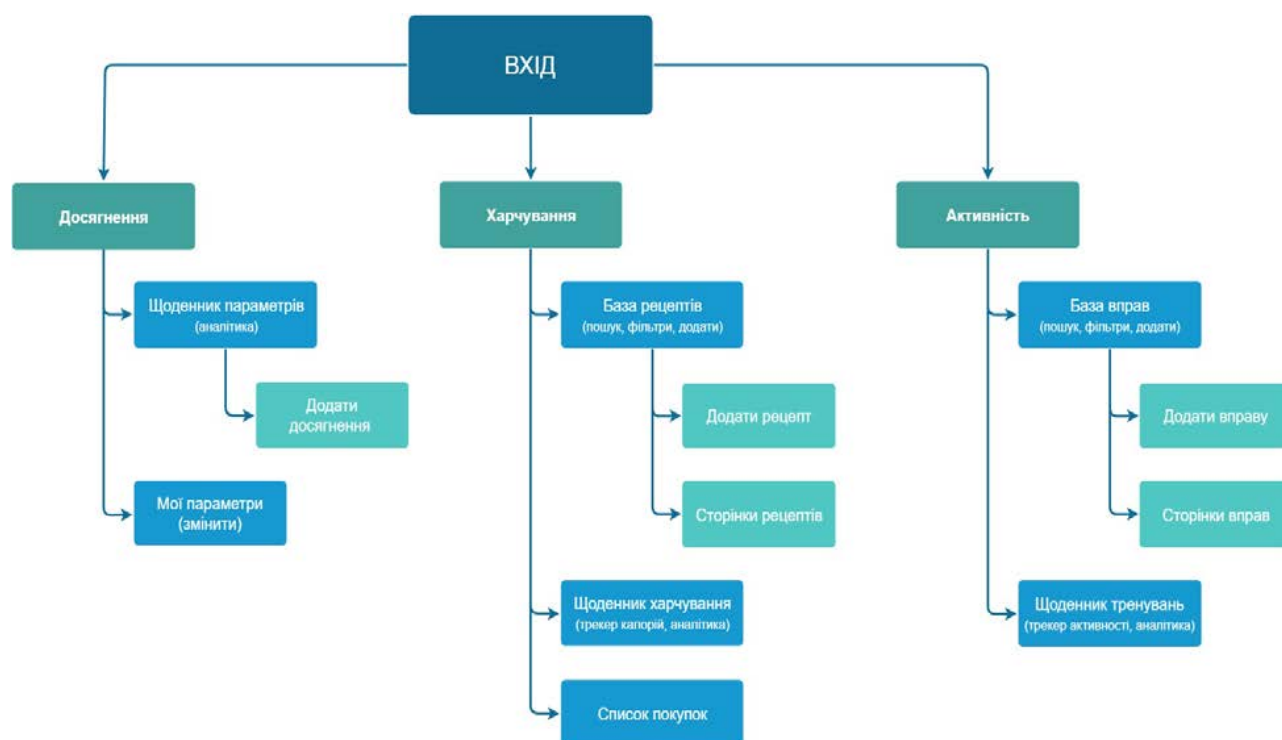 ВХІД
Досягнення
Щоденник параметрів
(аналітика)
Додати
досягнення
Мої параметри
(змінити)
Харчування
База рецептів
(пошук, фільтри, додати)
Додати рецепт
Сторінки рецептів
Щоденник харчування
(трекер калорій, аналітика)
Список покупок
Активність
База вправ
(пошук, фільтри, додати)
Додати вправу
Сторінки вправ
Щоденник тренувань
(трекер активності, аналітика)